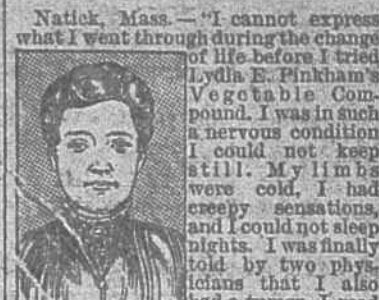 Natick, Mass.—"I cannot express
what I went through during the change
of life before I tried
Lydia E. Pinkham's
Vegetable Com-
pound. I was in such
a nervous condition
I could not keep
still. My limbs
were cold, I had
creepy sensations,
and I could not sleep
nights. I was finally
told by two phys-
icians that I also